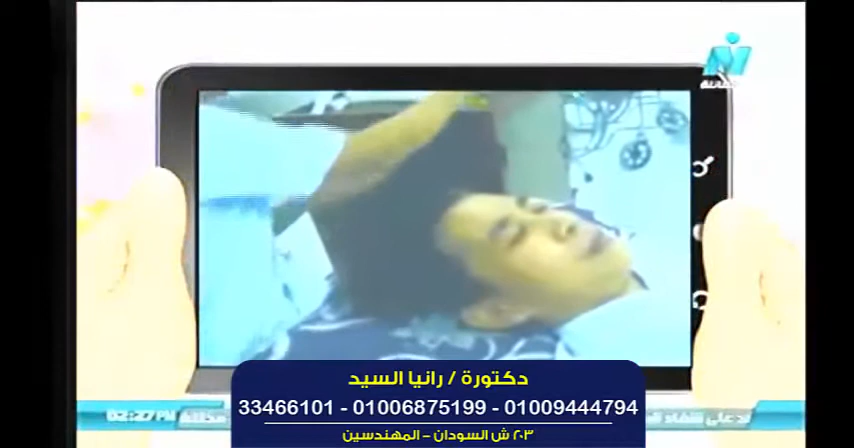 دكتورة / رانيا السيد
33466101 - 01006875199 - 01009444794
٢٠٣ ش السودان - المهندسين
02:27 PM